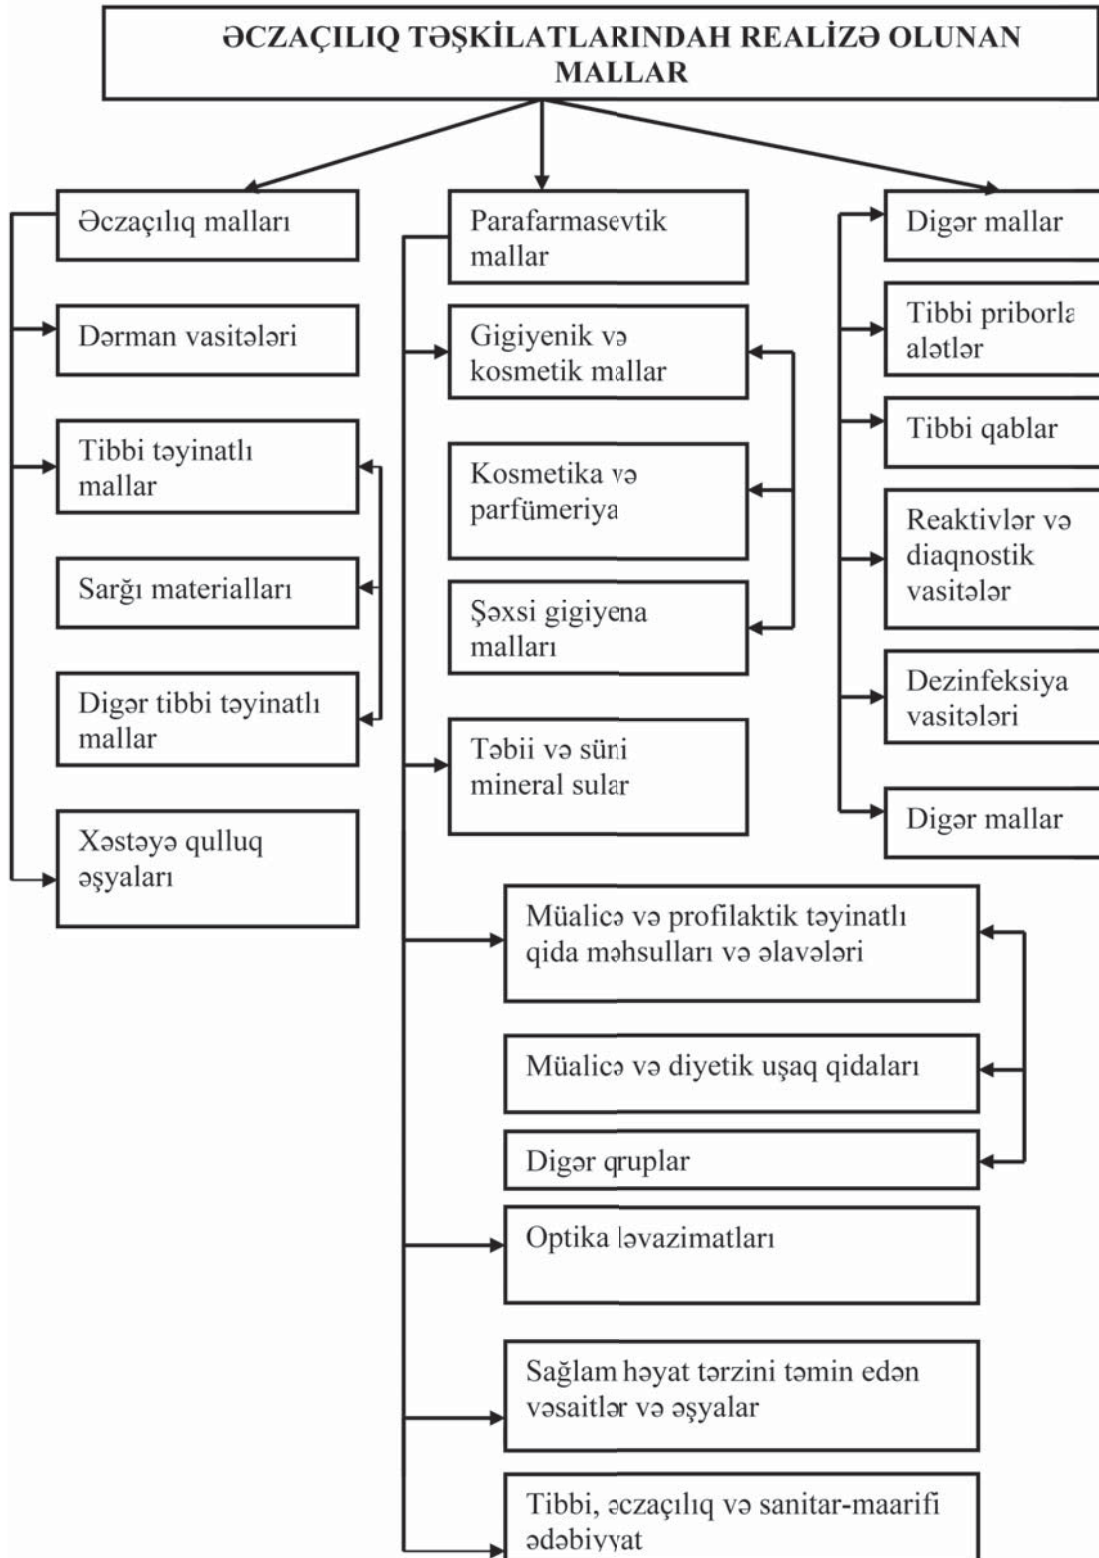 ƏCZAÇILIQ TƏŞKİLATLARINDAH REALİZƏ OLUNAN
MALLAR
Əczaçılıq malları
Dərman vasitələri
Tibbi təyinatlı
mallar
Sarğı materialları
Digər tibbi təyinatlı
mallar
Xəstəyə qulluq
əşyaları
Parafarmasevtik
mallar
Gigiyenik və
kosmetik mallar
Kosmetika və
parfümeriya
Şəxsi gigiyena
malları
Təbii və süni
mineral sular
Müalicə və profilaktik təyinatlı
qida məhsulları və əlavələri
Müalicə və diyetik uşaq qidaları
Digər qruplar
Optika ləvazimatları
Sağlam həyat tərzini təmin edən
vəsaitlər və əşyalar
Tibbi, əczaçılıq və sanitar-maarifi
ədəbiyyat
Digər mallar
Tibbi priborla
alətlər
Tibbi qablar
Reaktivlər və
diaqnostik
vasitələr
Dezinfeksiya
vasitələri
Digər mallar